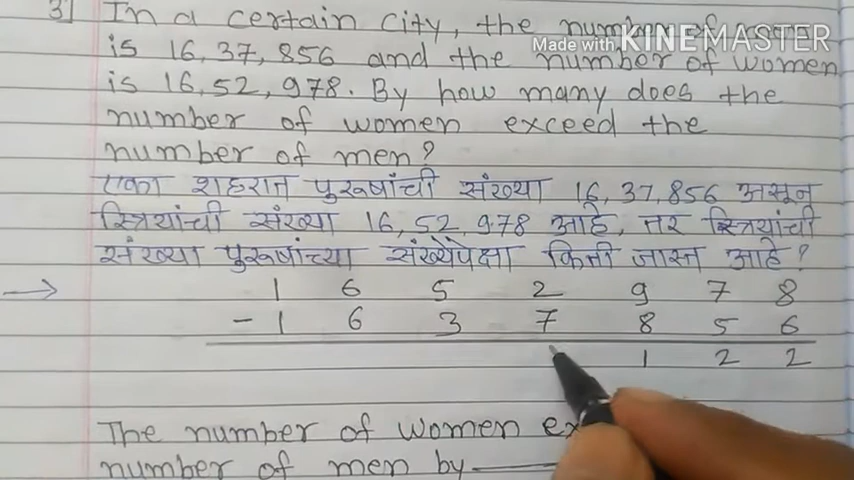 3] In a certain city, the number of
Made with KINEMASTER
is 16,37,856 and the number of women
is 16,52,978. By how many does the
number of women exceed the
number of men?
एका शहरात पुरूषांची संख्या 16,37,856 असून
स्त्रियांची संख्या 16,52,978 आहे, तर स्त्रियांची
संख्या पुरूषांच्या संख्येपेक्षा किती जास्त आहे?
→ 1 6 5 2 9 7 8
- 1 6 3 7 8 5 6
1 2 2
The number of women
number of men by